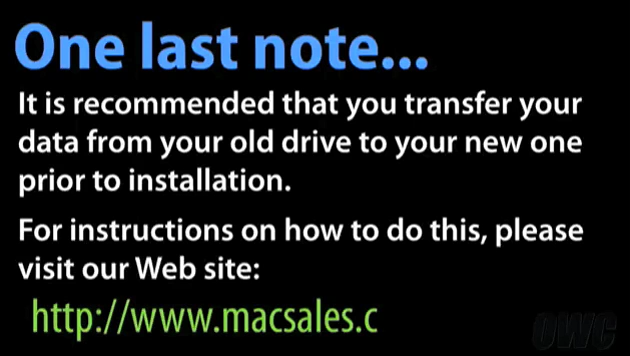 One last note...
It is recommended that you transfer your
data from your old drive to your new one
prior to installation.
For instructions on how to do this, please
visit our Web site:
http://www.macsales.c
OWC